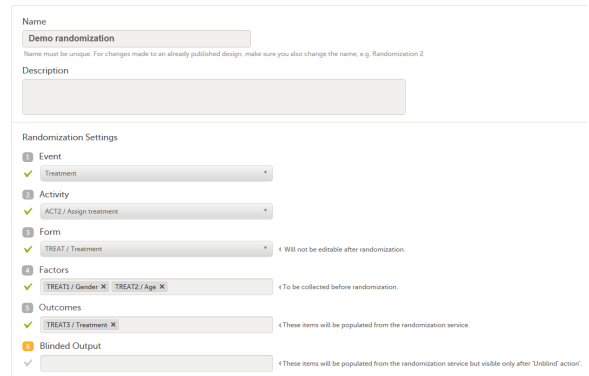 Name
Demo randomization
Name must be unique. For changes made to an already published design, make sure you also change the name, e.g. Randomization 2.
Description
Randomization Settings
1 Event
Treatment
2 Activity
ACT2 / Assign treatment
3 Form
TREAT / Treatment Will not be editable after randomization.
4 Factors
TREAT1 / Gender × TREAT2 / Age × To be collected before randomization.
5 Outcomes
TREAT3 / Treatment × These items will be populated from the randomization service.
6 Blinded Output
These items will be populated from the randomization service but visible only after 'Unblind' action'.